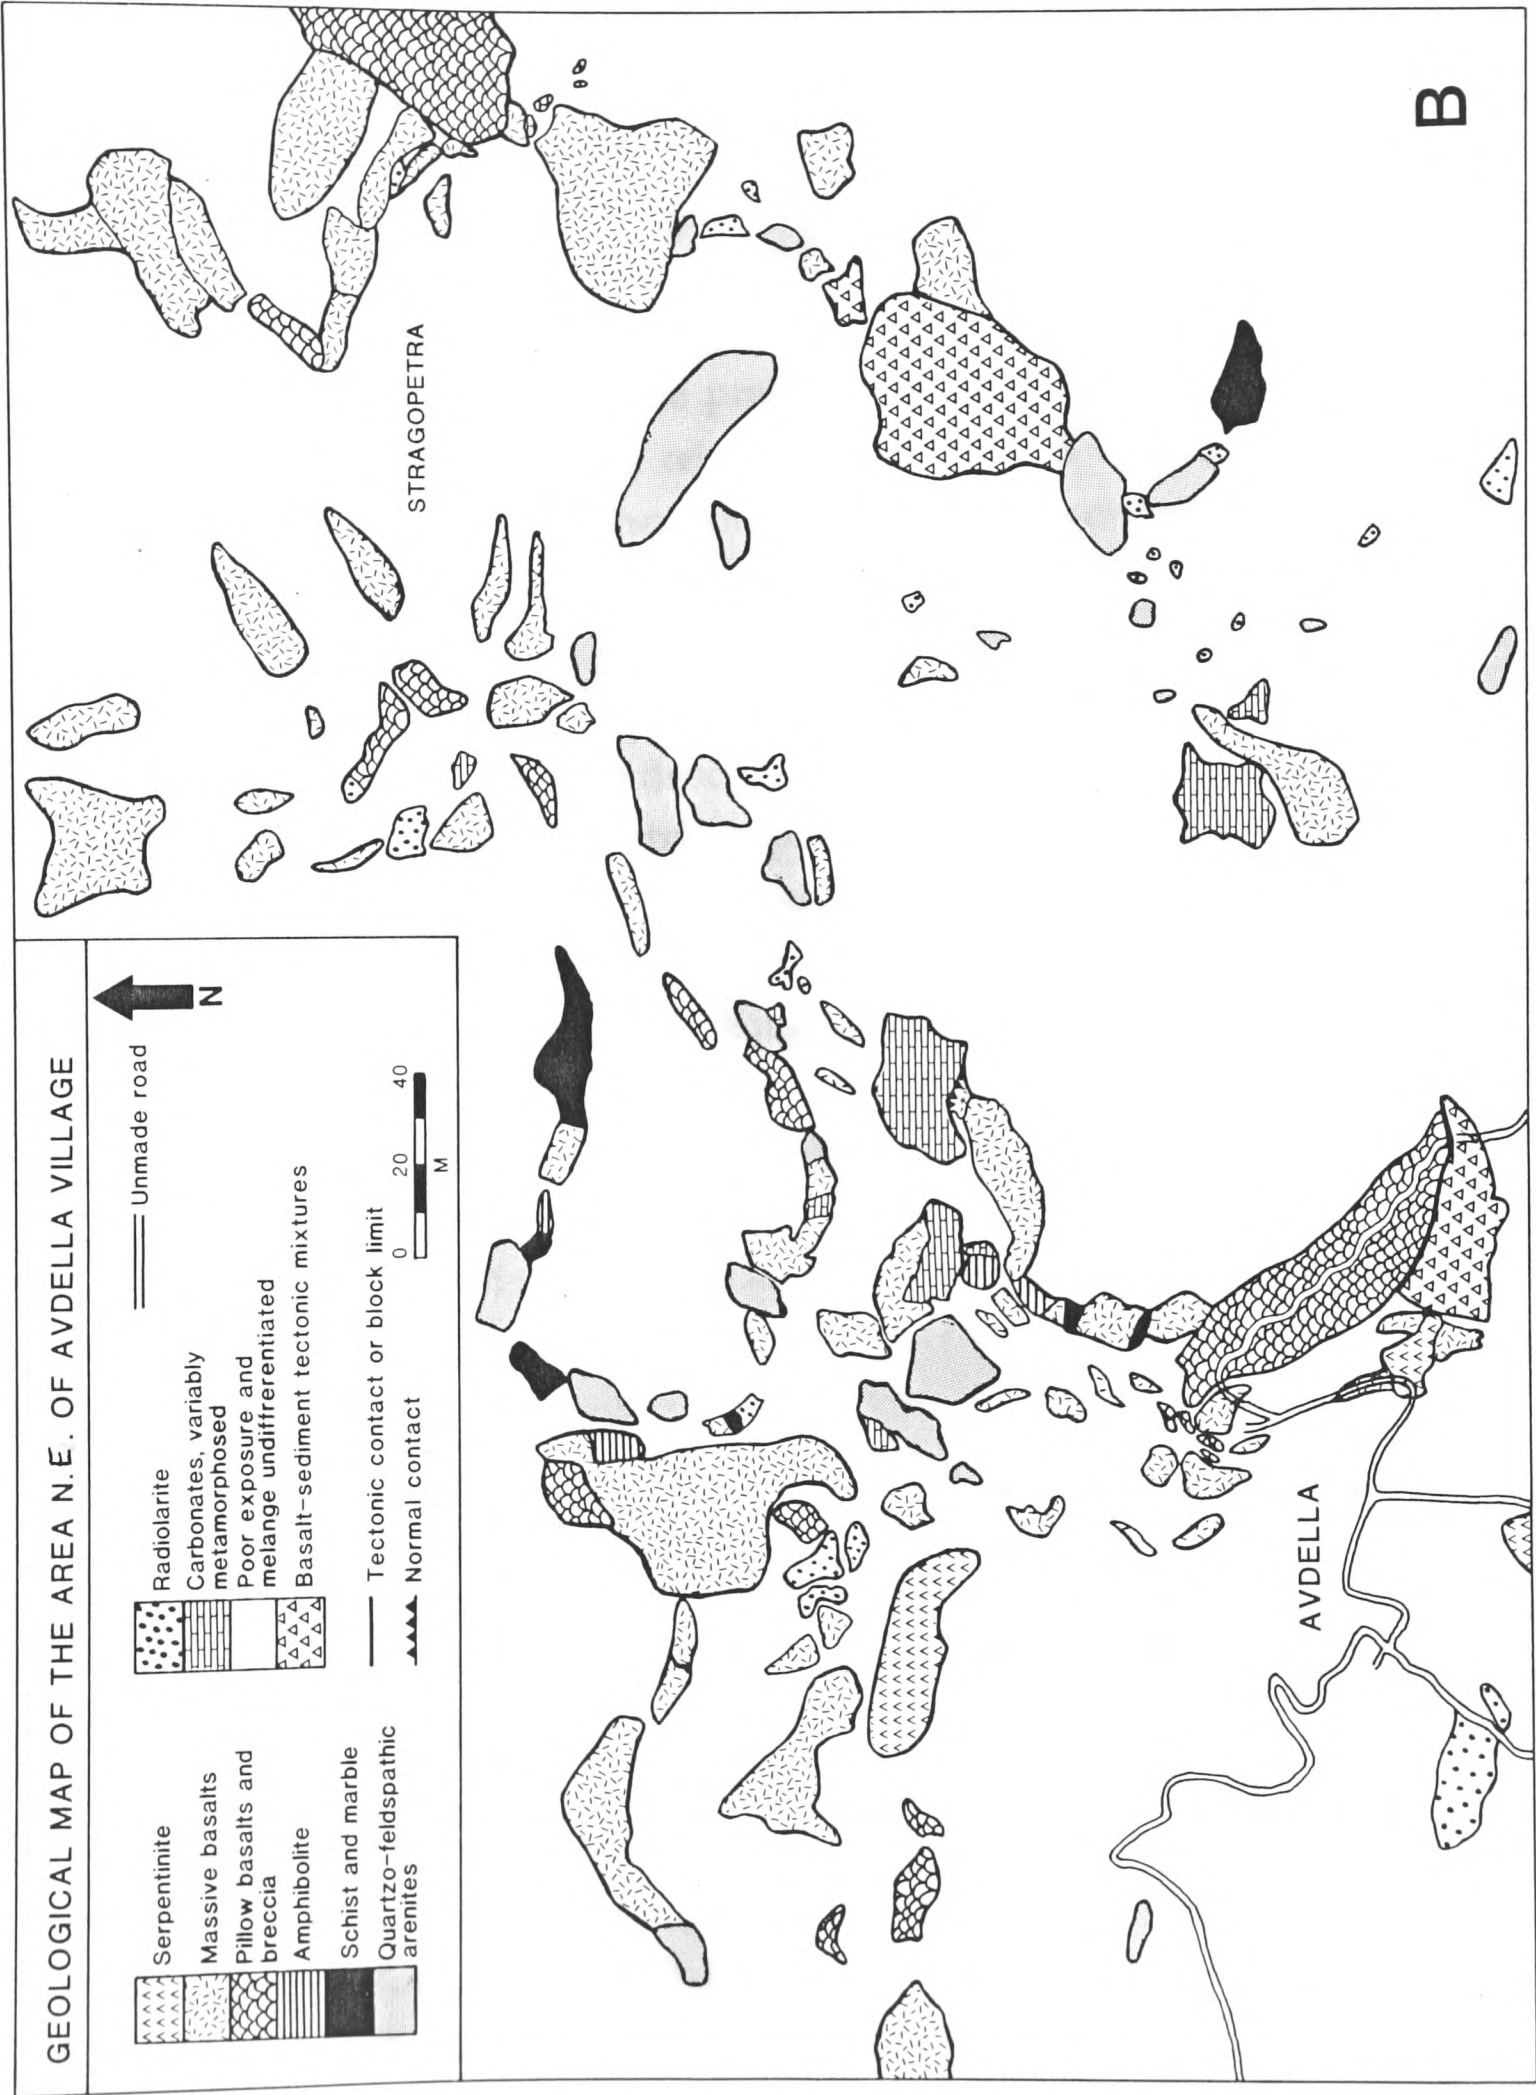 GEOLOGICAL MAP OF THE AREA N.E. OF AVDELLA VILLAGE
Serpentinite
Massive basalts
Pillow basalts and
breccia
Amphibolite
Schist and marble
Quartzo-feldspathic
arenites
Radiolarite
Carbonates, variably
metamorphosed
Poor exposure and
melange undifferentiated
Basalt-sediment tectonic mixtures
Tectonic contact or block limit
Normal contact
Unmade road
N
0 20 40
M
STRAGOPETRA
AVDELLA
B